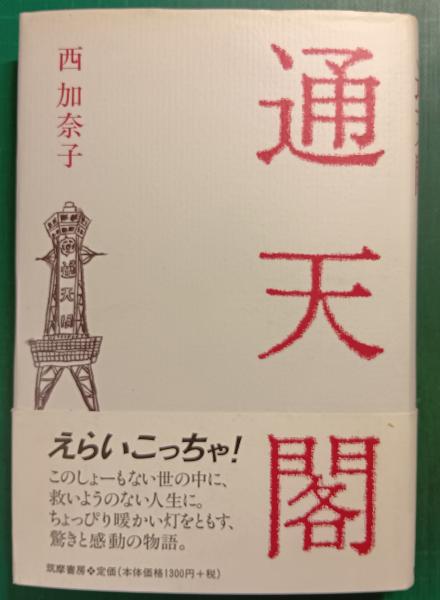 通天閣
西 加奈子
えらいこっちゃ!
このしょーもない世の中に、
救いようのない人生に。
ちょっぴり暖かい灯をともす、
驚きと感動の物語。
筑摩書房❖定価(本体価格1300円+税)